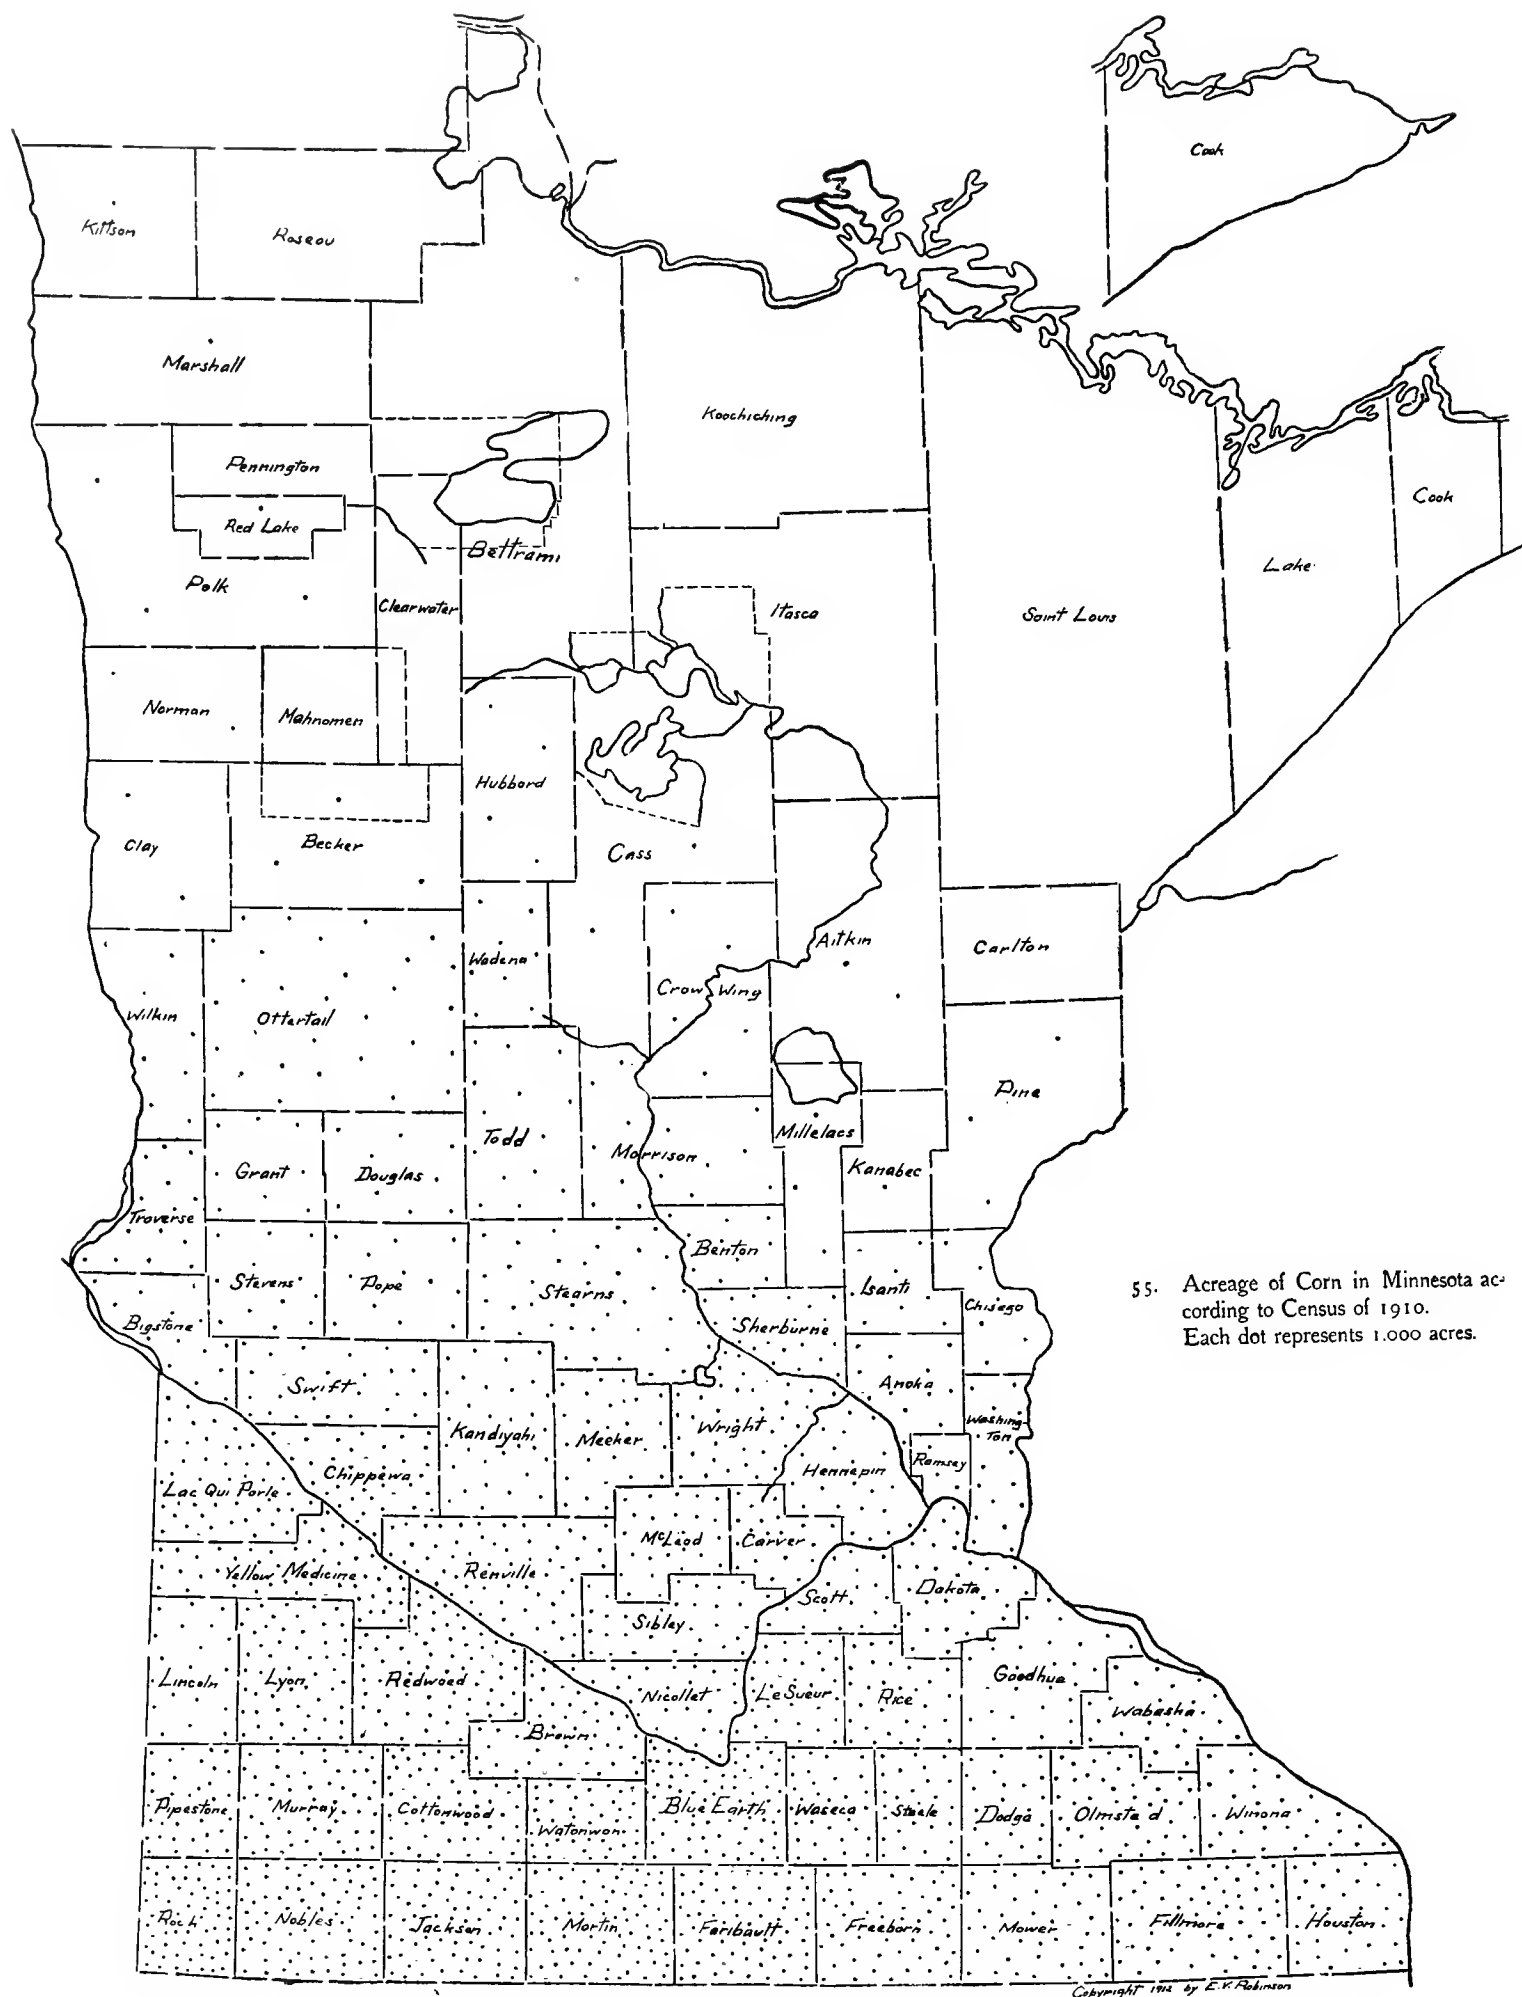 Cook
Kittson
Roseau
Marshall
Koochiching
Pennington
Red Lake
Cook
Beltrami
Lake
Polk
Clearwater
Itasca
Saint Louis
Norman
Mahnomen
Hubbard
Clay
Becker
Cass
Wadena
Aitkin
Carlton
Crow Wing
Wilkin
Ottertail
Pine
Todd
Millelacs
Morrison
Kanabec
Grant
Douglas
Traverse
Benton
Stevens
Pope
Stearns
Isanti
Chisago
Bigstone
Sherburne
55. Acreage of Corn in Minnesota ac-
cording to Census of 1910.
Each dot represents 1.000 acres.
Swift
Anoka
Kandiyahi
Meeker
Wright
Washing-
Ton
Chippewa
Hennepin
Ramsey
Lac Qui Parle
McLeod
Carver
Yellow Medicine
Renville
Scott
Dakota
Sibley
Lincoln
Lyon
Redwood
Nicollet
LeSueur
Rice
Goodhue
Wabasha
Brown
Pipestone
Murray
Cottonwood
Watonwan
Blue Earth
Waseca
Steele
Dodge
Olmsted
Winona
Rock
Nobles
Jackson
Martin
Faribault
Freeborn
Mower
Fillmore
Houston
Copyright 1912 by E.V. Robinson